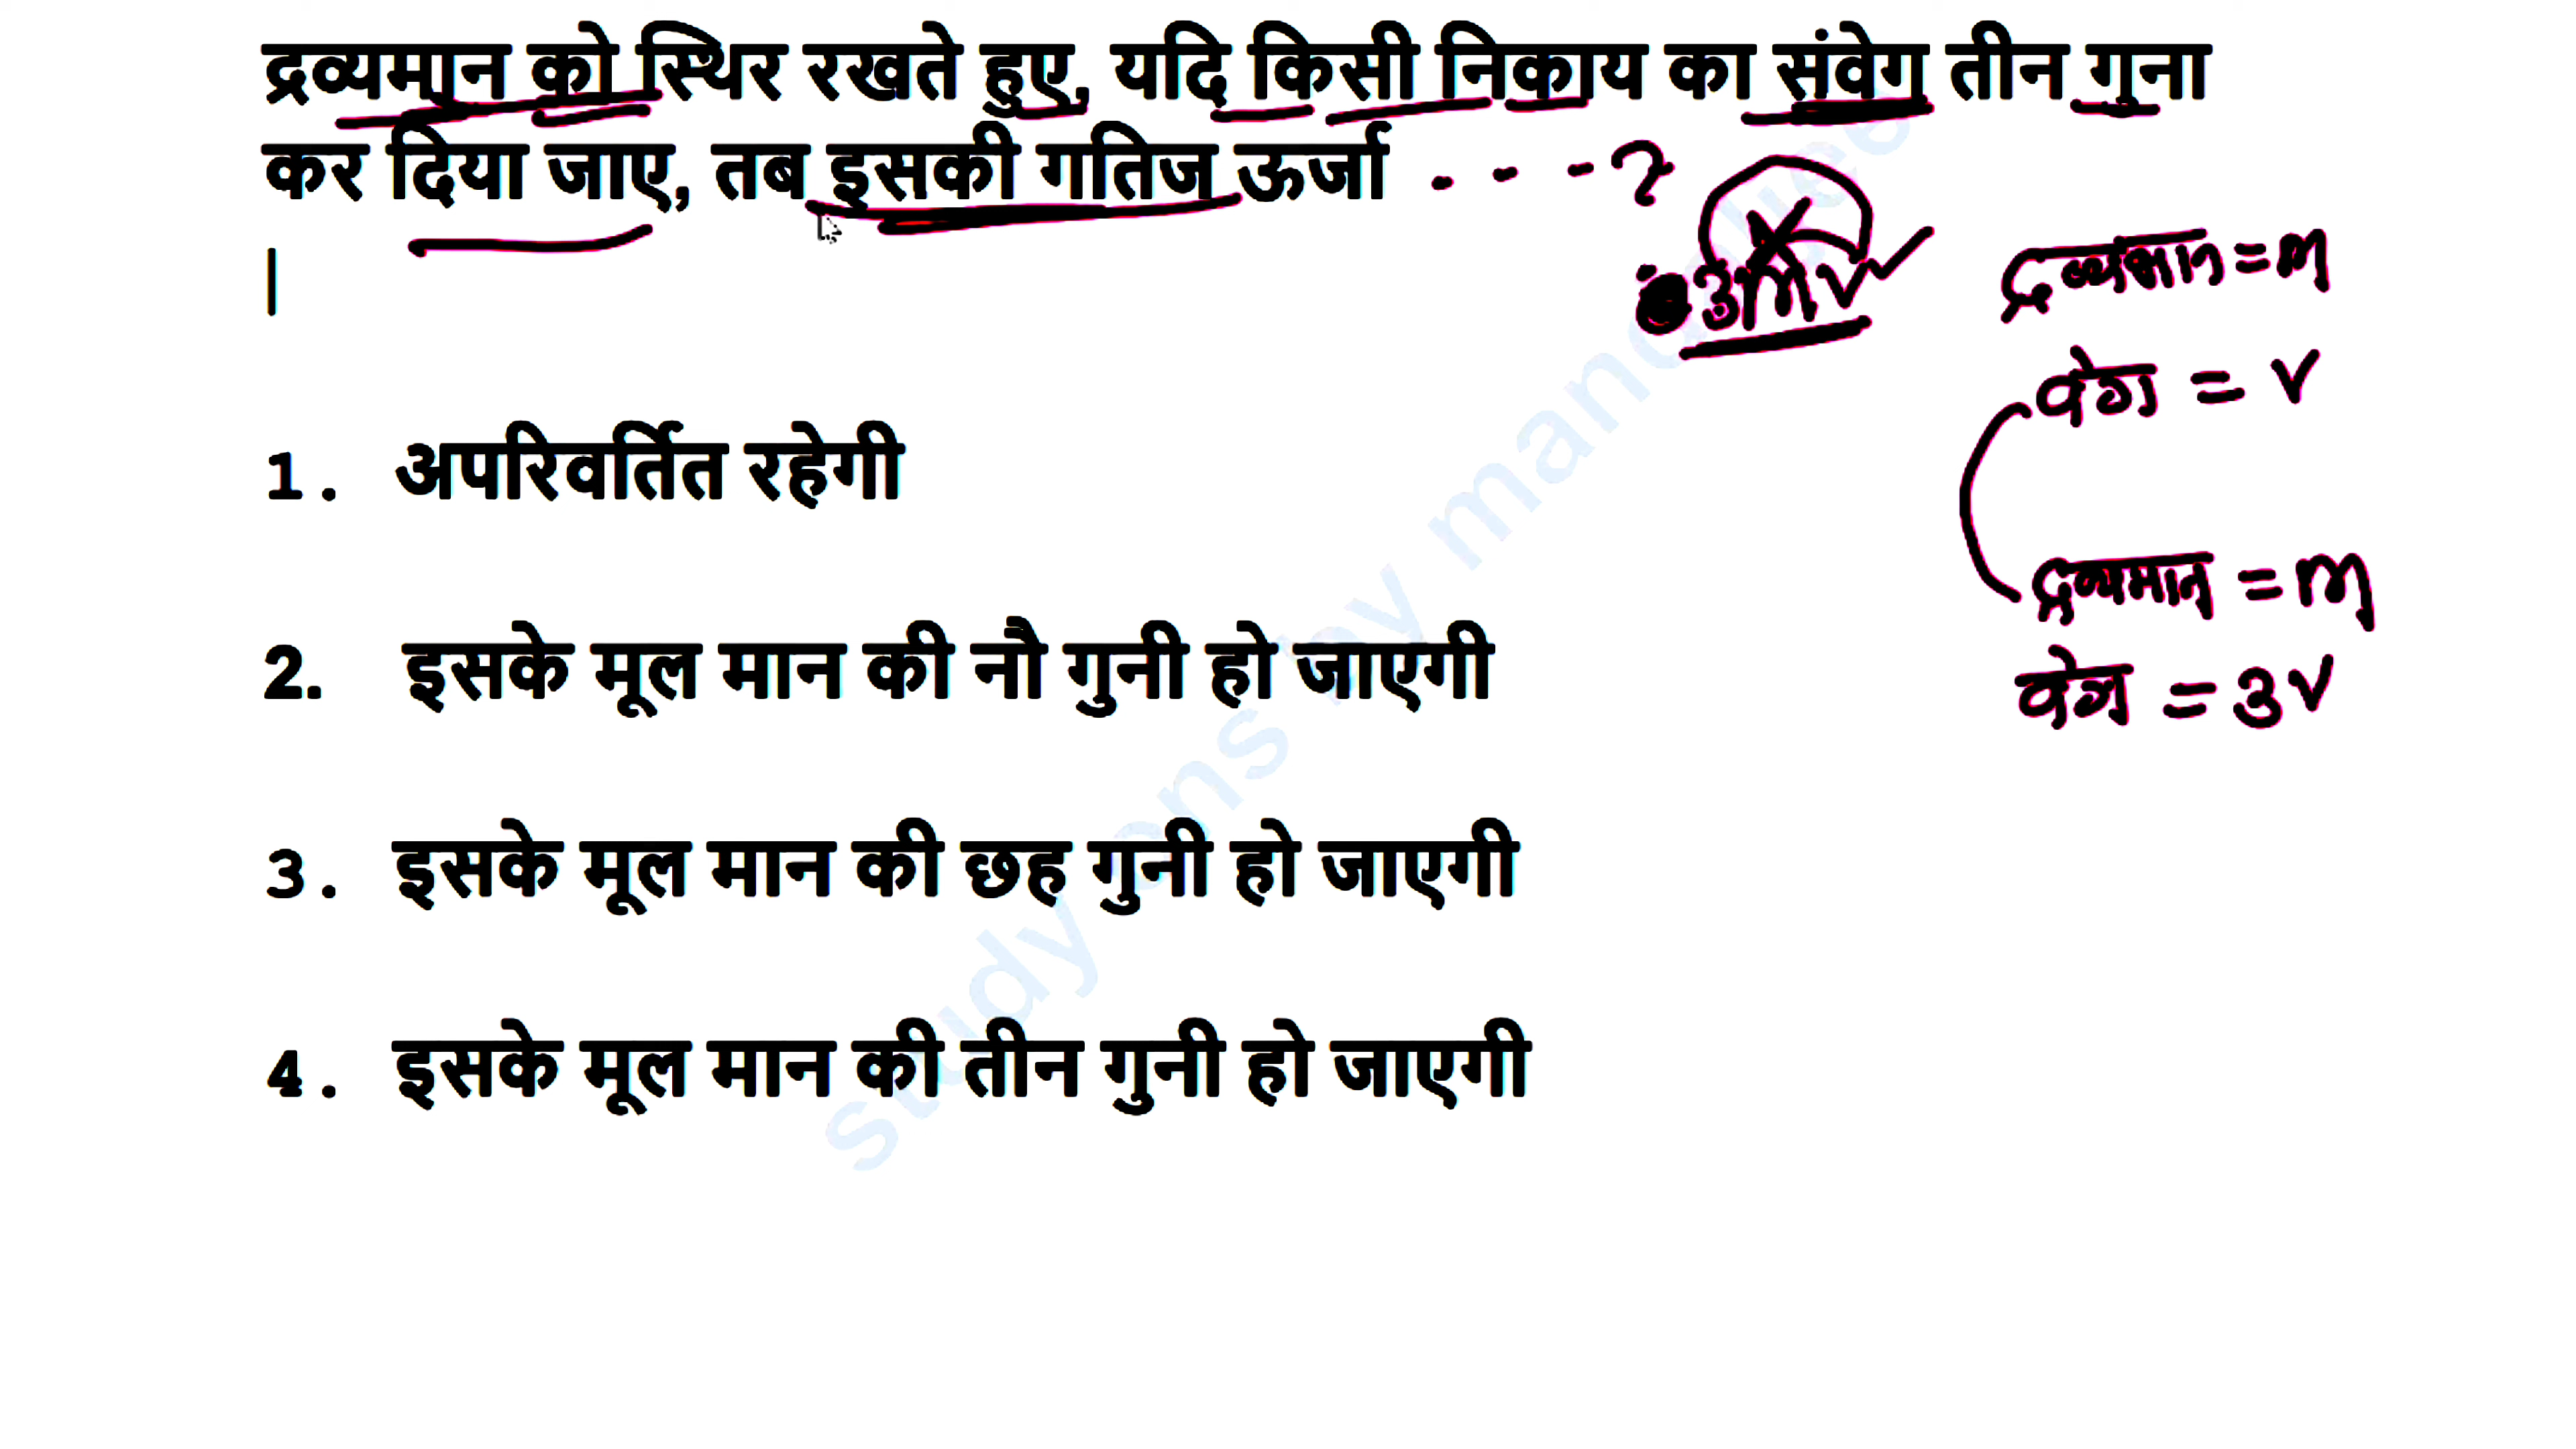 द्रव्यमान को स्थिर रखते हुए, यदि किसी निकाय का संवेग तीन गुना
कर दिया जाए, तब इसकी गतिज ऊर्जा - - - ?
3mv
द्रव्यमान = m
वेग = v
1. अपरिवर्तित रहेगी
द्रव्यमान = m
2. इसके मूल मान की नौ गुनी हो जाएगी
वेग = 3v
3. इसके मूल मान की छह गुनी हो जाएगी
4. इसके मूल मान की तीन गुनी हो जाएगी